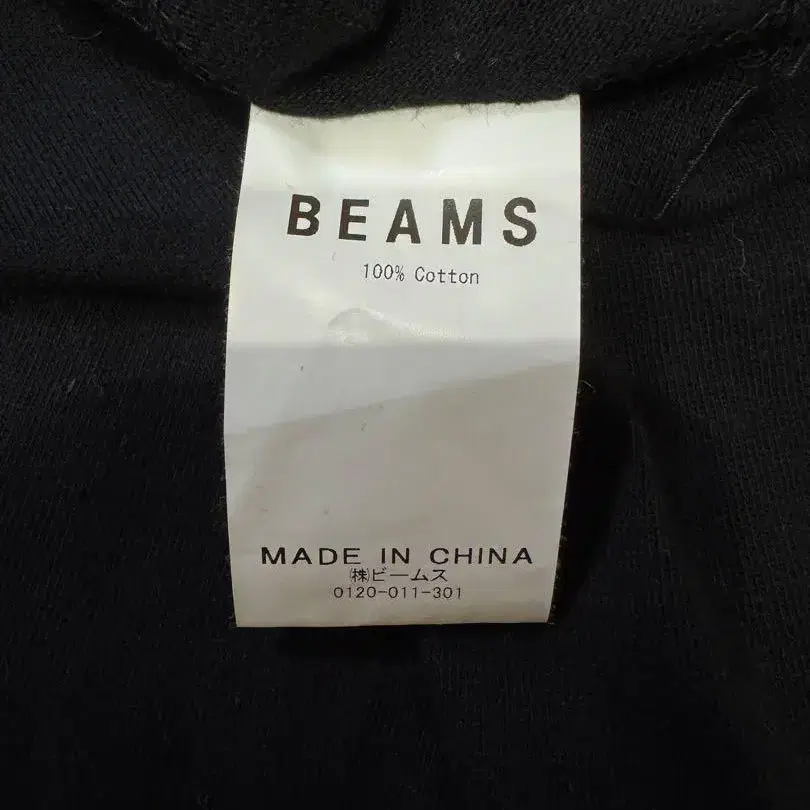 BEAMS
100% Cotton
MADE IN CHINA
㈱ビームス
0120-011-301